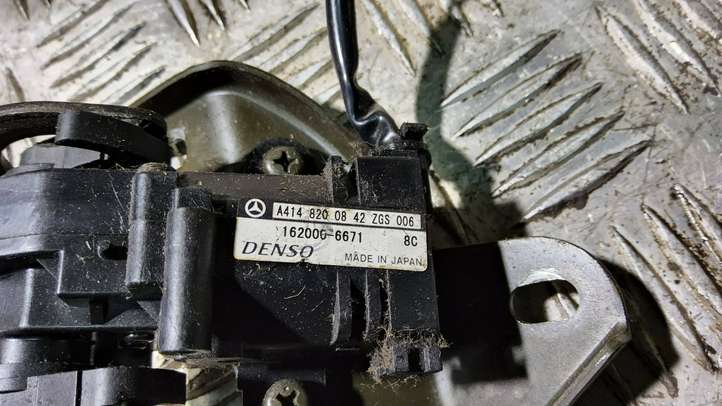 A414 820 08 42 ZGS 006
162000-6671 8C
DENSO MADE IN JAPAN